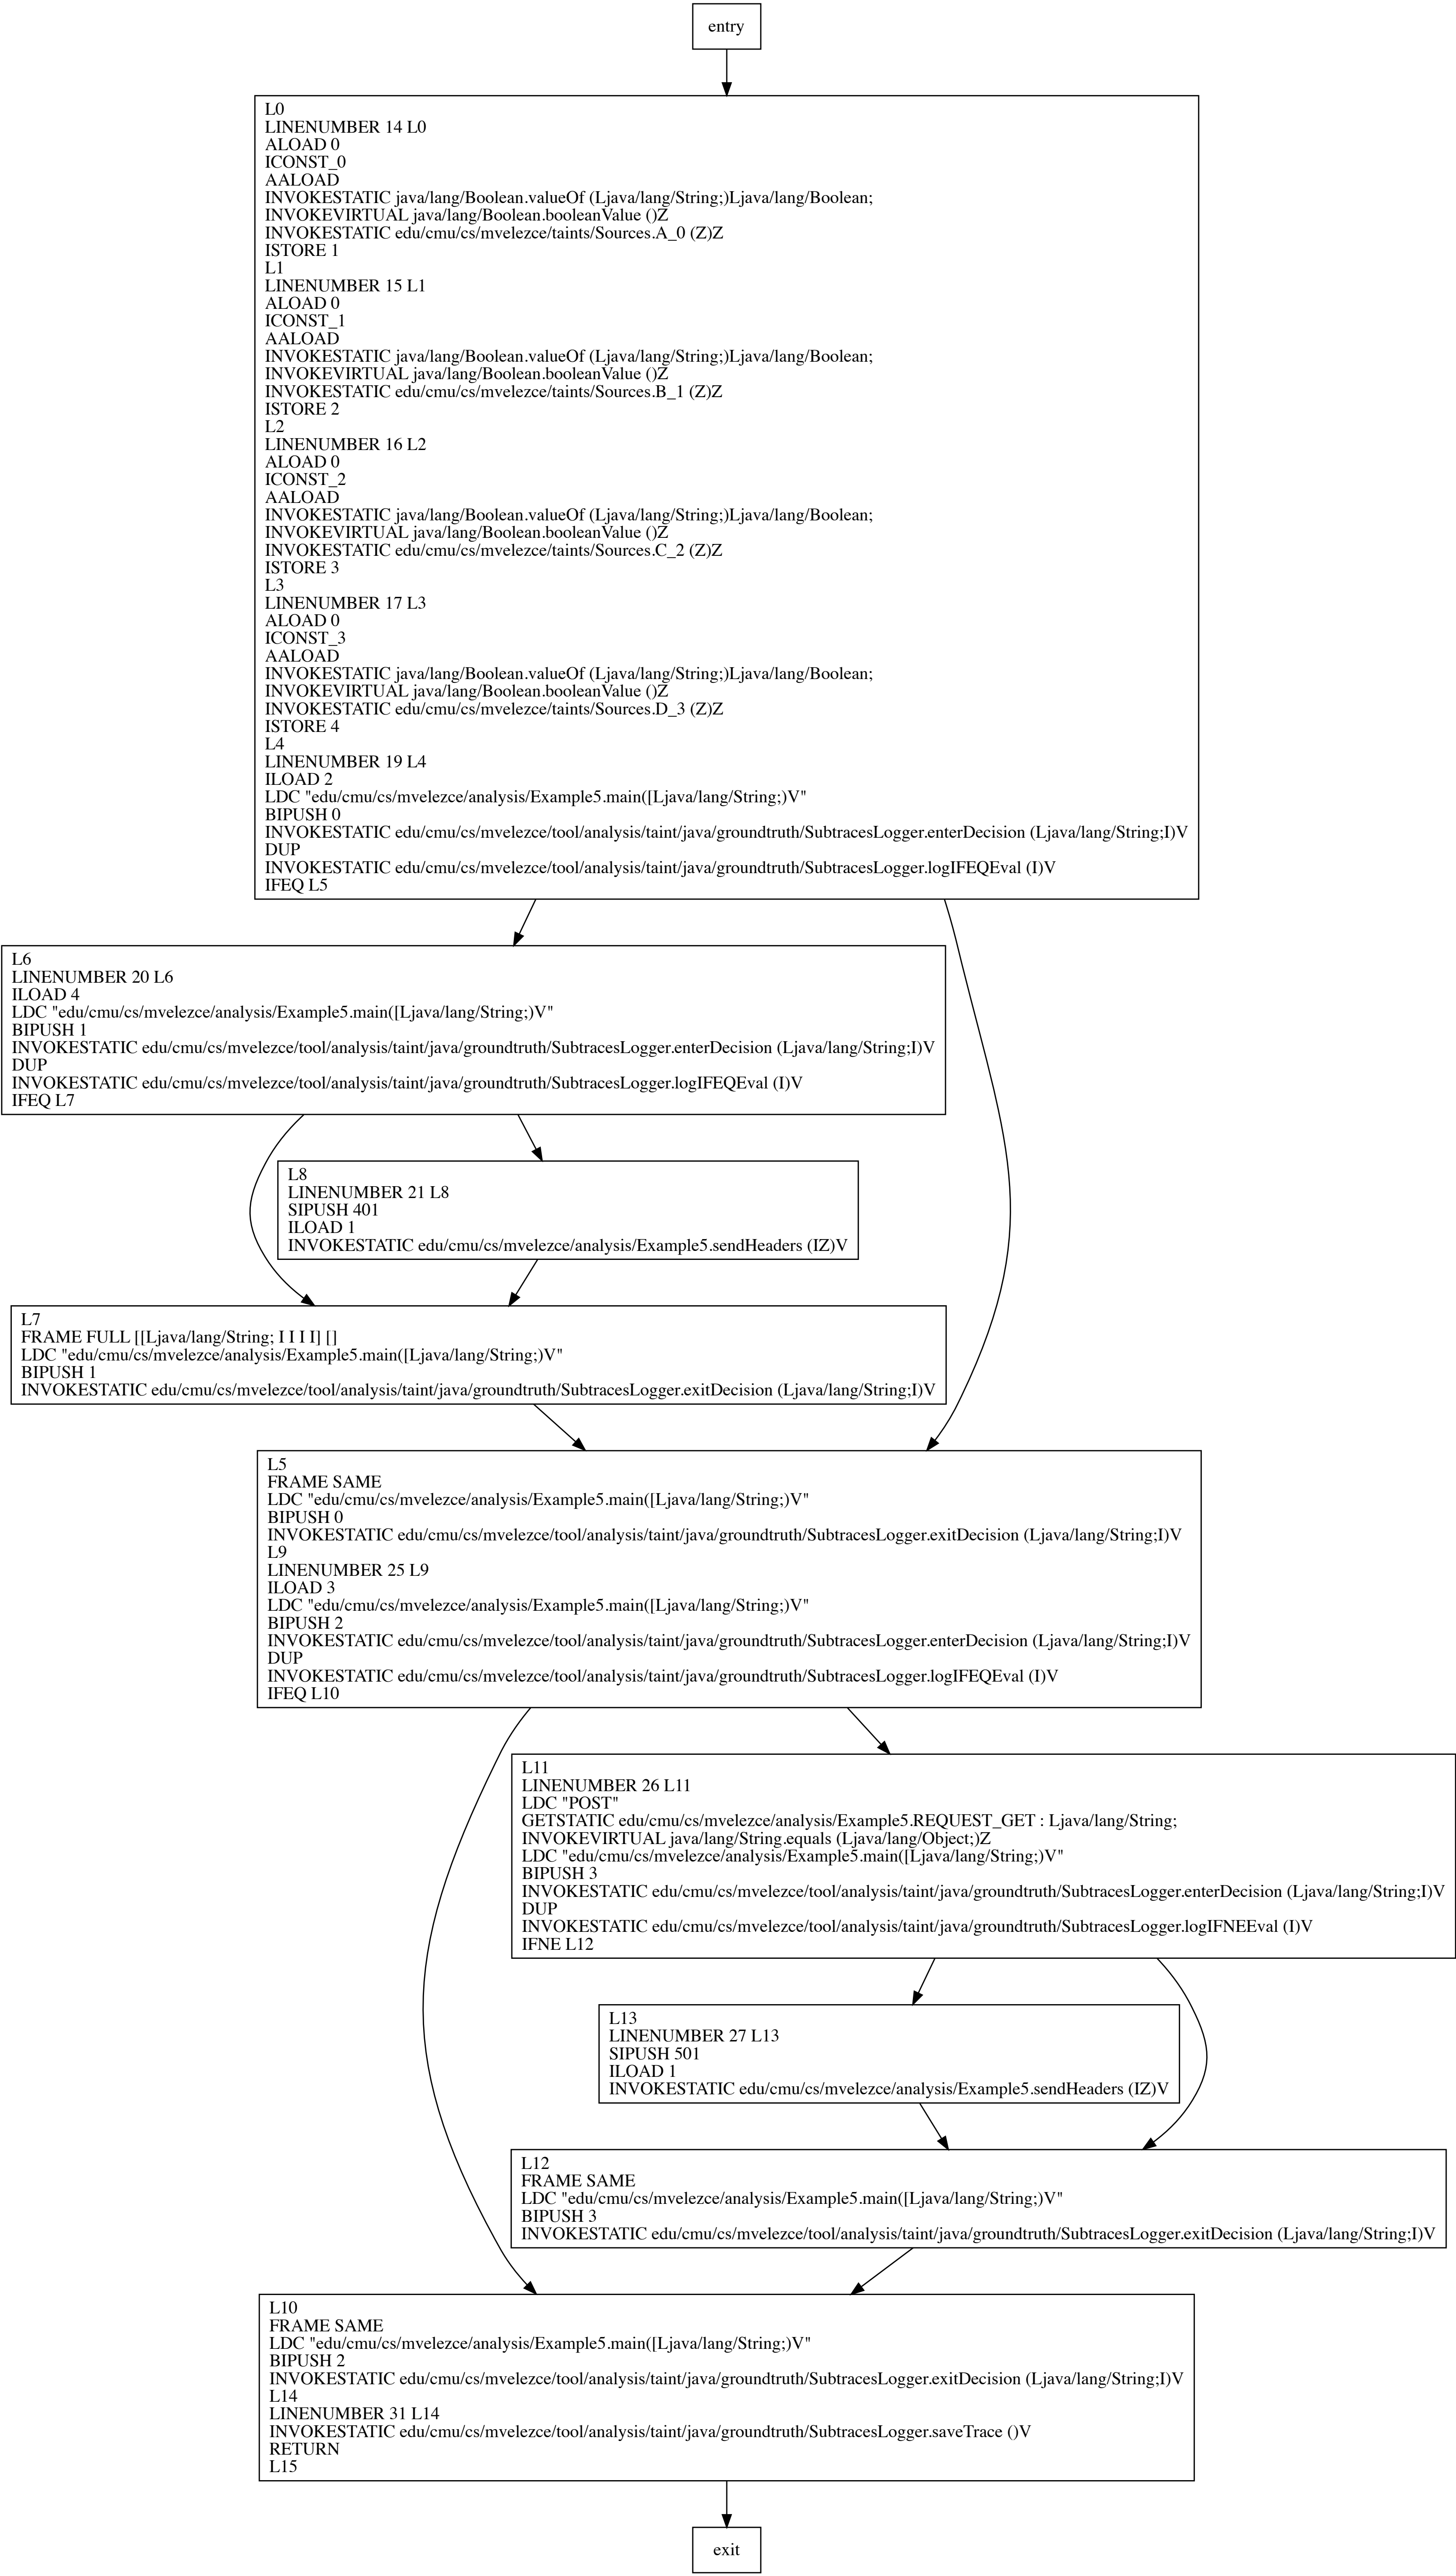 entry
L0
LINENUMBER 14 L0
ALOAD 0
ICONST_0
AALOAD
INVOKESTATIC java/lang/Boolean.valueOf (Ljava/lang/String;)Ljava/lang/Boolean;
INVOKEVIRTUAL java/lang/Boolean.booleanValue ()Z
INVOKESTATIC edu/cmu/cs/mvelezce/taints/Sources.A_0 (Z)Z
ISTORE 1
L1
LINENUMBER 15 L1
ALOAD 0
ICONST_1
AALOAD
INVOKESTATIC java/lang/Boolean.valueOf (Ljava/lang/String;)Ljava/lang/Boolean;
INVOKEVIRTUAL java/lang/Boolean.booleanValue ()Z
INVOKESTATIC edu/cmu/cs/mvelezce/taints/Sources.B_1 (Z)Z
ISTORE 2
L2
LINENUMBER 16 L2
ALOAD 0
ICONST_2
AALOAD
INVOKESTATIC java/lang/Boolean.valueOf (Ljava/lang/String;)Ljava/lang/Boolean;
INVOKEVIRTUAL java/lang/Boolean.booleanValue ()Z
INVOKESTATIC edu/cmu/cs/mvelezce/taints/Sources.C_2 (Z)Z
ISTORE 3
L3
LINENUMBER 17 L3
ALOAD 0
ICONST_3
AALOAD
INVOKESTATIC java/lang/Boolean.valueOf (Ljava/lang/String;)Ljava/lang/Boolean;
INVOKEVIRTUAL java/lang/Boolean.booleanValue ()Z
INVOKESTATIC edu/cmu/cs/mvelezce/taints/Sources.D_3 (Z)Z
ISTORE 4
L4
LINENUMBER 19 L4
ILOAD 2
LDC "edu/cmu/cs/mvelezce/analysis/Example5.main([Ljava/lang/String;)V"
BIPUSH 0
INVOKESTATIC edu/cmu/cs/mvelezce/tool/analysis/taint/java/groundtruth/SubtracesLogger.enterDecision (Ljava/lang/String;I)V
DUP
INVOKESTATIC edu/cmu/cs/mvelezce/tool/analysis/taint/java/groundtruth/SubtracesLogger.logIFEQEval (I)V
IFEQ L5
L6
LINENUMBER 20 L6
ILOAD 4
LDC "edu/cmu/cs/mvelezce/analysis/Example5.main([Ljava/lang/String;)V"
BIPUSH 1
INVOKESTATIC edu/cmu/cs/mvelezce/tool/analysis/taint/java/groundtruth/SubtracesLogger.enterDecision (Ljava/lang/String;I)V
DUP
INVOKESTATIC edu/cmu/cs/mvelezce/tool/analysis/taint/java/groundtruth/SubtracesLogger.logIFEQEval (I)V
IFEQ L7
L8
LINENUMBER 21 L8
SIPUSH 401
ILOAD 1
INVOKESTATIC edu/cmu/cs/mvelezce/analysis/Example5.sendHeaders (IZ)V
L7
FRAME FULL [[Ljava/lang/String; I I I I] []
LDC "edu/cmu/cs/mvelezce/analysis/Example5.main([Ljava/lang/String;)V"
BIPUSH 1
INVOKESTATIC edu/cmu/cs/mvelezce/tool/analysis/taint/java/groundtruth/SubtracesLogger.exitDecision (Ljava/lang/String;I)V
L5
FRAME SAME
LDC "edu/cmu/cs/mvelezce/analysis/Example5.main([Ljava/lang/String;)V"
BIPUSH 0
INVOKESTATIC edu/cmu/cs/mvelezce/tool/analysis/taint/java/groundtruth/SubtracesLogger.exitDecision (Ljava/lang/String;I)V
L9
LINENUMBER 25 L9
ILOAD 3
LDC "edu/cmu/cs/mvelezce/analysis/Example5.main([Ljava/lang/String;)V"
BIPUSH 2
INVOKESTATIC edu/cmu/cs/mvelezce/tool/analysis/taint/java/groundtruth/SubtracesLogger.enterDecision (Ljava/lang/String;I)V
DUP
INVOKESTATIC edu/cmu/cs/mvelezce/tool/analysis/taint/java/groundtruth/SubtracesLogger.logIFEQEval (I)V
IFEQ L10
L11
LINENUMBER 26 L11
LDC "POST"
GETSTATIC edu/cmu/cs/mvelezce/analysis/Example5.REQUEST_GET : Ljava/lang/String;
INVOKEVIRTUAL java/lang/String.equals (Ljava/lang/Object;)Z
LDC "edu/cmu/cs/mvelezce/analysis/Example5.main([Ljava/lang/String;)V"
BIPUSH 3
INVOKESTATIC edu/cmu/cs/mvelezce/tool/analysis/taint/java/groundtruth/SubtracesLogger.enterDecision (Ljava/lang/String;I)V
DUP
INVOKESTATIC edu/cmu/cs/mvelezce/tool/analysis/taint/java/groundtruth/SubtracesLogger.logIFNEEval (I)V
IFNE L12
L13
LINENUMBER 27 L13
SIPUSH 501
ILOAD 1
INVOKESTATIC edu/cmu/cs/mvelezce/analysis/Example5.sendHeaders (IZ)V
L12
FRAME SAME
LDC "edu/cmu/cs/mvelezce/analysis/Example5.main([Ljava/lang/String;)V"
BIPUSH 3
INVOKESTATIC edu/cmu/cs/mvelezce/tool/analysis/taint/java/groundtruth/SubtracesLogger.exitDecision (Ljava/lang/String;I)V
L10
FRAME SAME
LDC "edu/cmu/cs/mvelezce/analysis/Example5.main([Ljava/lang/String;)V"
BIPUSH 2
INVOKESTATIC edu/cmu/cs/mvelezce/tool/analysis/taint/java/groundtruth/SubtracesLogger.exitDecision (Ljava/lang/String;I)V
L14
LINENUMBER 31 L14
INVOKESTATIC edu/cmu/cs/mvelezce/tool/analysis/taint/java/groundtruth/SubtracesLogger.saveTrace ()V
RETURN
L15
exit